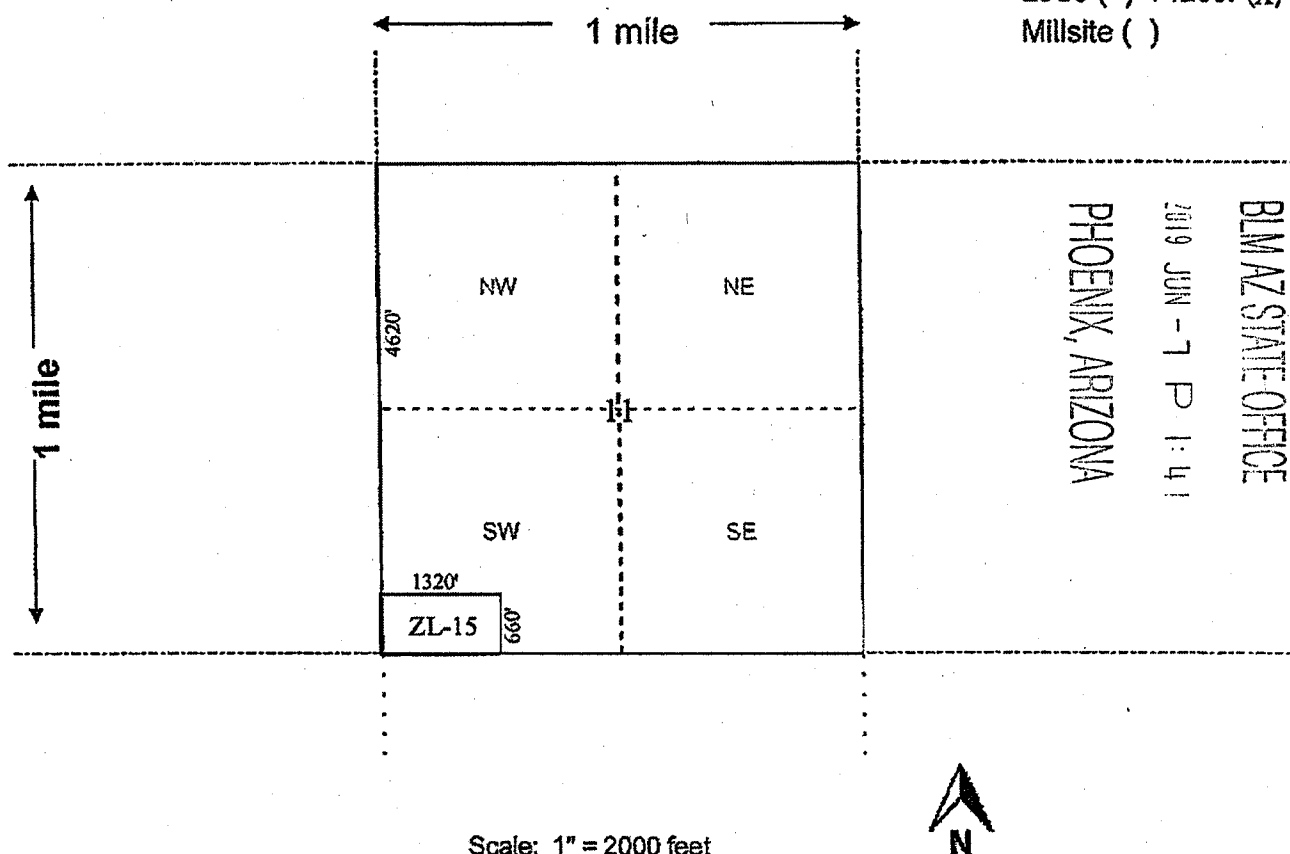 1 mile
Millsite ( )
NW
NE
4620'
1 mile
11
SW
SE
1320'
ZL-15
660'
BLM AZ STATE OFFICE
2019 JUN -7 P 1:41
PHOENIX, ARIZONA
Scale: 1" = 2000 feet
N